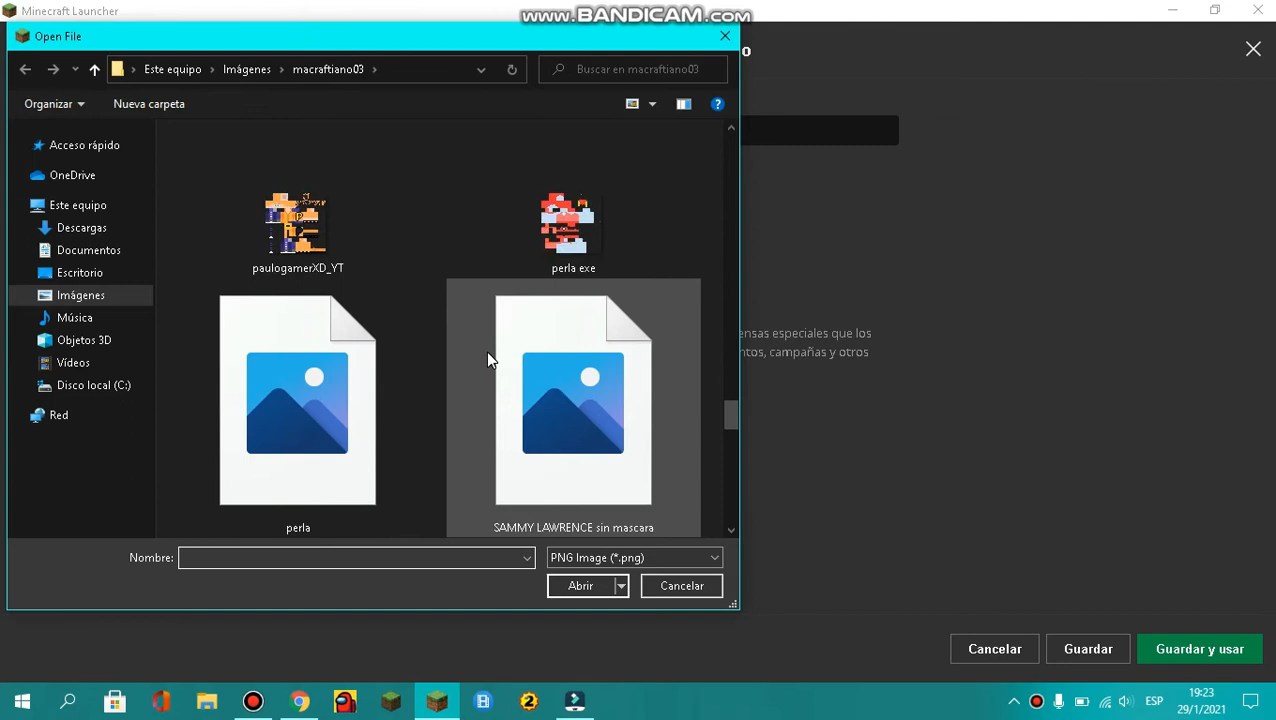 Minecraft Launcher
WWW.BANDICAM.COM
Open File
o
Este equipo > Imágenes > macraftiano03 >
Buscar en macraftiano03
Organizar
Nueva carpeta
Acceso rápido
OneDrive
Este equipo
Descargas
Documentos
Escritorio
Imágenes
Música
Objetos 3D
Vídeos
Disco local (C:)
Red
paulogamerXD_YT
perla exe
perla
SAMMY LAWRENCE sin mascara
ensas especiales que los
ntos, campañas y otros
Nombre:
PNG Image (*.png)
Abrir
Cancelar
Cancelar
Guardar
Guardar y usar
ESP
19:23
29/1/2021